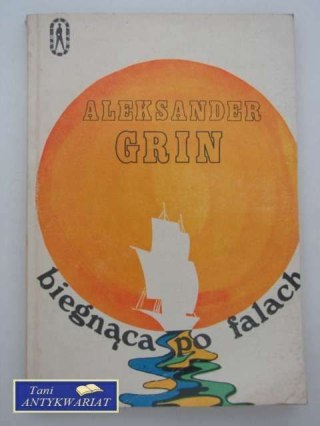 ALEKSANDER
GRIN
biegnąca po falach
Tani
ANTYKWARIAT